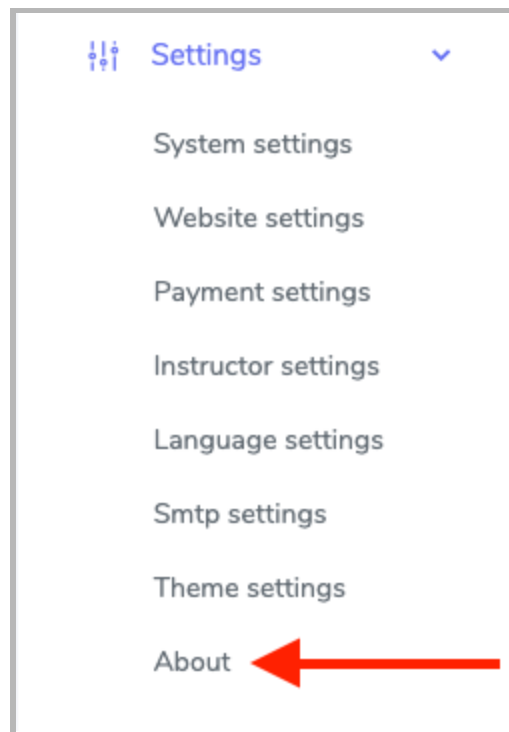 Settings
System settings
Website settings
Payment settings
Instructor settings
Language settings
Smtp settings
Theme settings
About